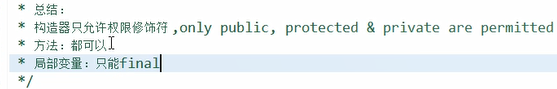 * 总结：
* 构造器只允许权限修饰符 ,only public, protected & private are permitted
* 方法：都可以
* 局部变量：只能final
*/